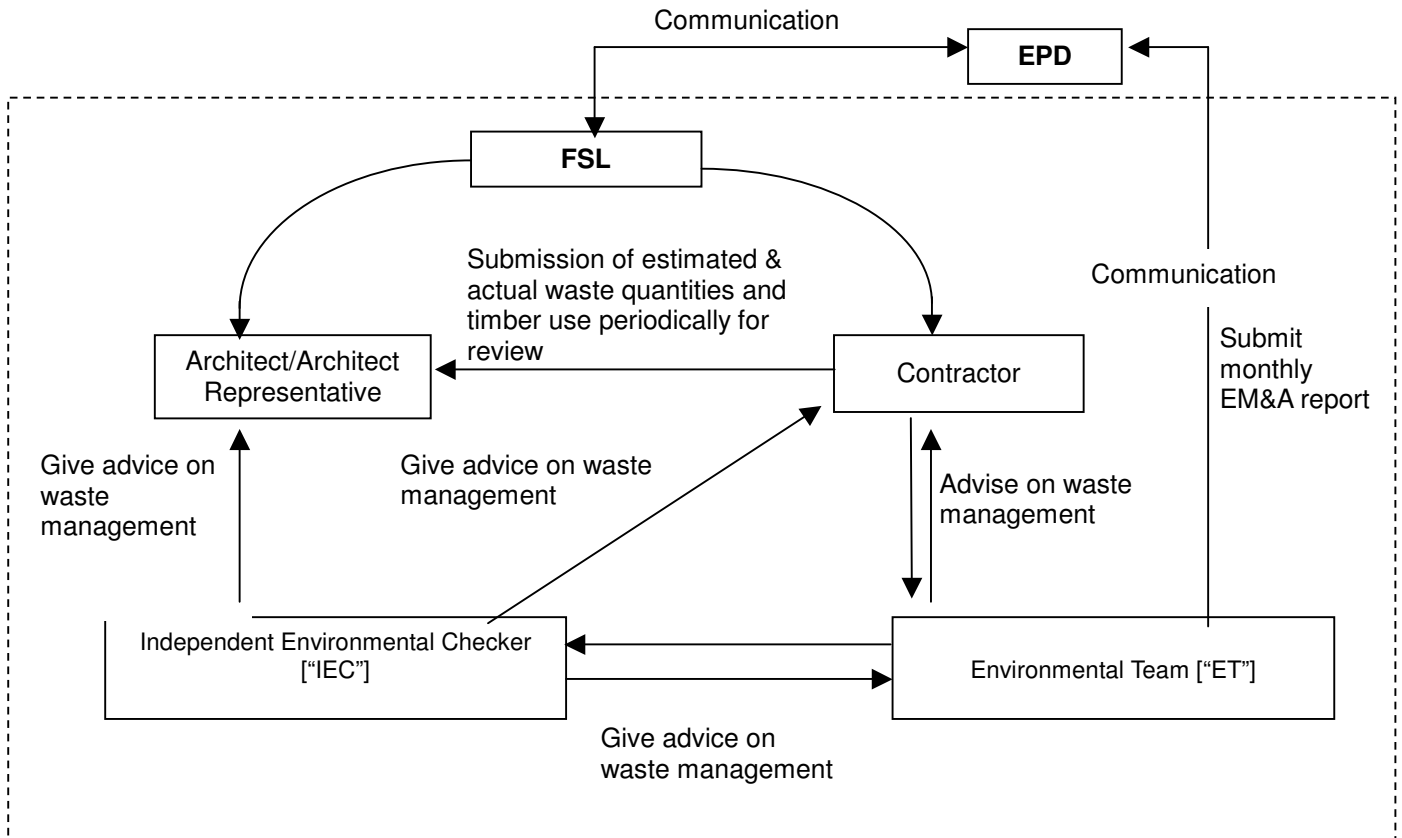 Communication
EPD
FSL
Submission of estimated &
actual waste quantities and
timber use periodically for
review
Communication
Architect/Architect
Representative
Contractor
Submit
monthly
EM&A report
Give advice on
waste
management
Give advice on waste
management
Advise on waste
management
Independent Environmental Checker
[“IEC”]
Environmental Team [“ET”]
Give advice on
waste management